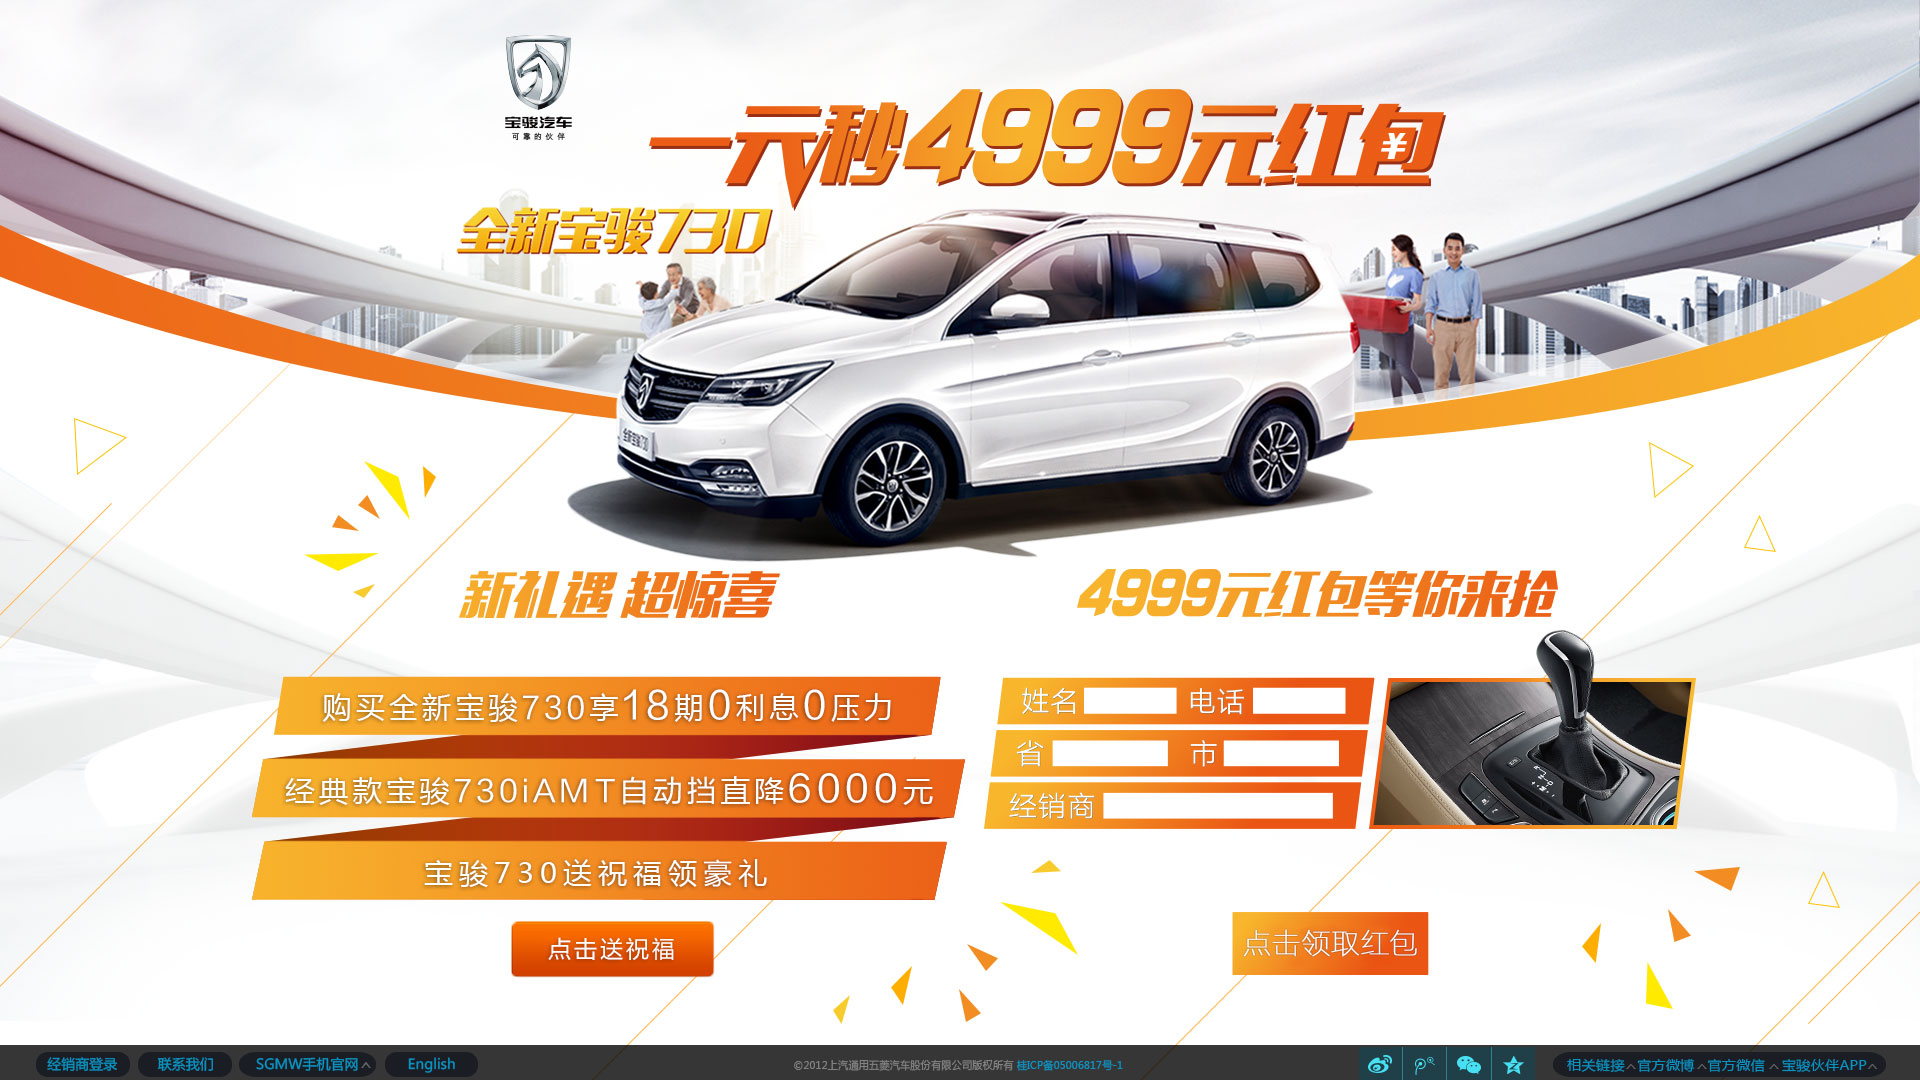 宝骏汽车
可靠的伙伴
一元秒4999元红包
全新宝骏730
全新宝骏730
新礼遇 超惊喜
4999元红包等你来抢
购买全新宝骏730享18期0利息0压力
经典款宝骏730iAMT自动挡直降6000元
宝骏730送祝福领豪礼
点击送祝福
姓名 电话
省 市
经销商
点击领取红包
经销商登录 联系我们 SGMW手机官网 English
©2012上汽通用五菱汽车股份有限公司版权所有 桂ICP备05006817号-1
相关链接 官方微博 官方微信 宝骏伙伴APP